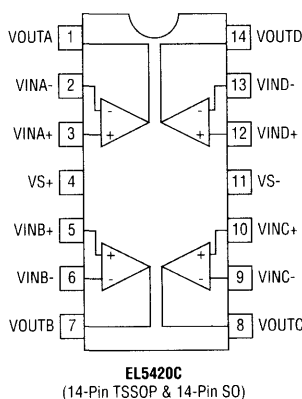 VOUTA 1 14 VOUTD
VINA- 2 - - 13 VIND-
VINA+ 3 + + 12 VIND+
VS+ 4 11 VS-
VINB+ 5 + + 10 VINC+
VINB- 6 - - 9 VINC-
VOUTB 7 8 VOUTC
EL5420C
(14-Pin TSSOP & 14-Pin SO)